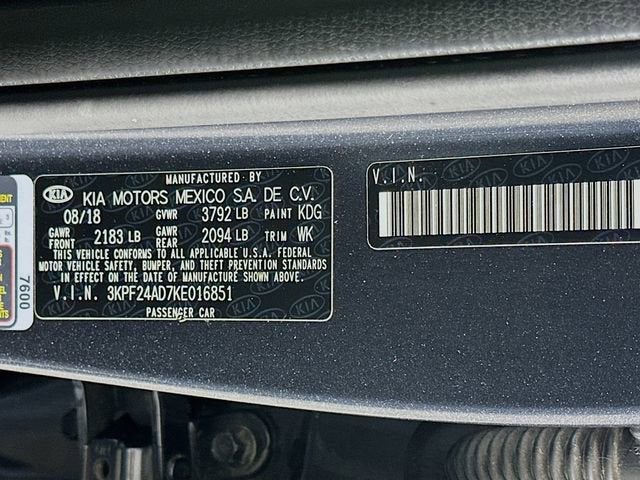 MANUFACTURED BY
KIA KIA MOTORS MEXICO S.A. DE C.V.
08/18 GVWR 3792 LB PAINT KDG
GAWR FRONT 2183 LB GAWR REAR 2094 LB TRIM WK
THIS VEHICLE CONFORMS TO ALL APPLICABLE U.S.A. FEDERAL
MOTOR VEHICLE SAFETY, BUMPER, AND THEFT PREVENTION STANDARDS
IN EFFECT ON THE DATE OF MANUFACTURE SHOWN ABOVE.
V.I.N. 3KPF24AD7KE016851
PASSENGER CAR
V.I.N.
7600